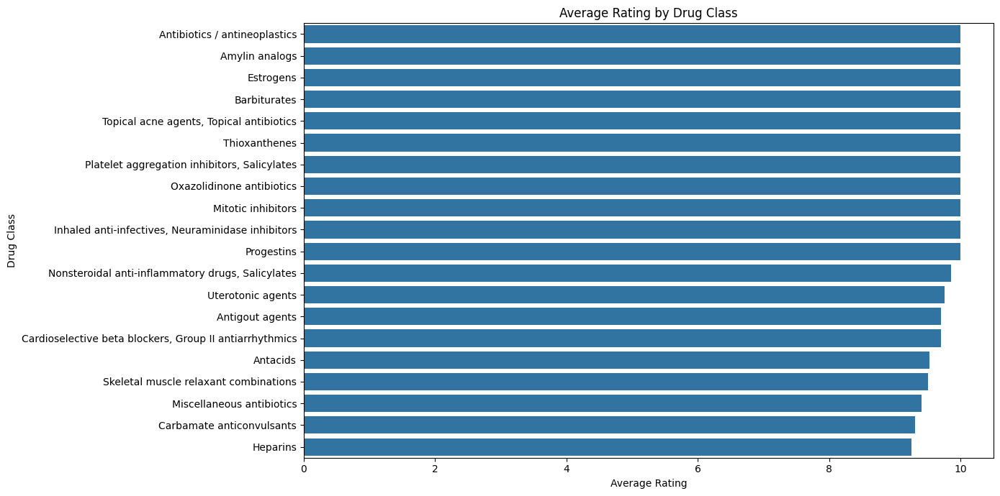 Average Rating by Drug Class
Drug Class
Antibiotics / antineoplastics
Amylin analogs
Estrogens
Barbiturates
Topical acne agents, Topical antibiotics
Thioxanthenes
Platelet aggregation inhibitors, Salicylates
Oxazolidinone antibiotics
Mitotic inhibitors
Inhaled anti-infectives, Neuraminidase inhibitors
Progestins
Nonsteroidal anti-inflammatory drugs, Salicylates
Uterotonic agents
Antigout agents
Cardioselective beta blockers, Group II antiarrhythmics
Antacids
Skeletal muscle relaxant combinations
Miscellaneous antibiotics
Carbamate anticonvulsants
Heparins
0 2 4 6 8 10
Average Rating